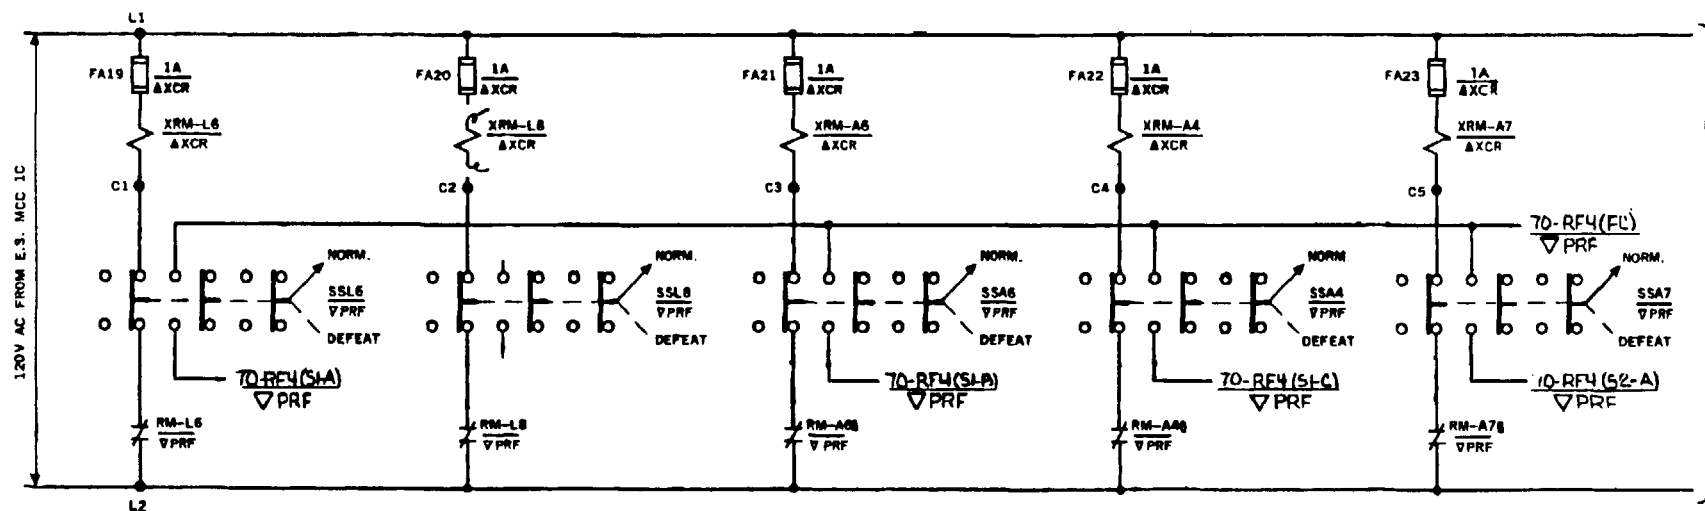 L1
FA19 1A
ΔXCR
FA20 1A
ΔXCR
FA21 1A
ΔXCR
FA22 1A
ΔXCR
FA23 1A
ΔXCR
XRM-L6
ΔXCR
XRM-L8
ΔXCR
XRM-A6
ΔXCR
XRM-A4
ΔXCR
XRM-A7
ΔXCR
C1
C2
C3
C4
C5
120V AC FROM E.S. MCC 1C
70-RF4(FC)
▽PRF
NORM.
SSL6
▽PRF
DEFEAT
NORM.
SSL8
▽PRF
DEFEAT
NORM.
SSA6
▽PRF
DEFEAT
NORM.
SSA4
▽PRF
DEFEAT
NORM.
SSA7
▽PRF
DEFEAT
70-RF4(S1-A)
▽PRF
70-RF4(S1-B)
▽PRF
70-RF4(S1-C)
▽PRF
70-RF4(S2-A)
▽PRF
RM-L6
▽PRF
RM-L8
▽PRF
RM-A6
▽PRF
RM-A4
▽PRF
RM-A7
▽PRF
L2